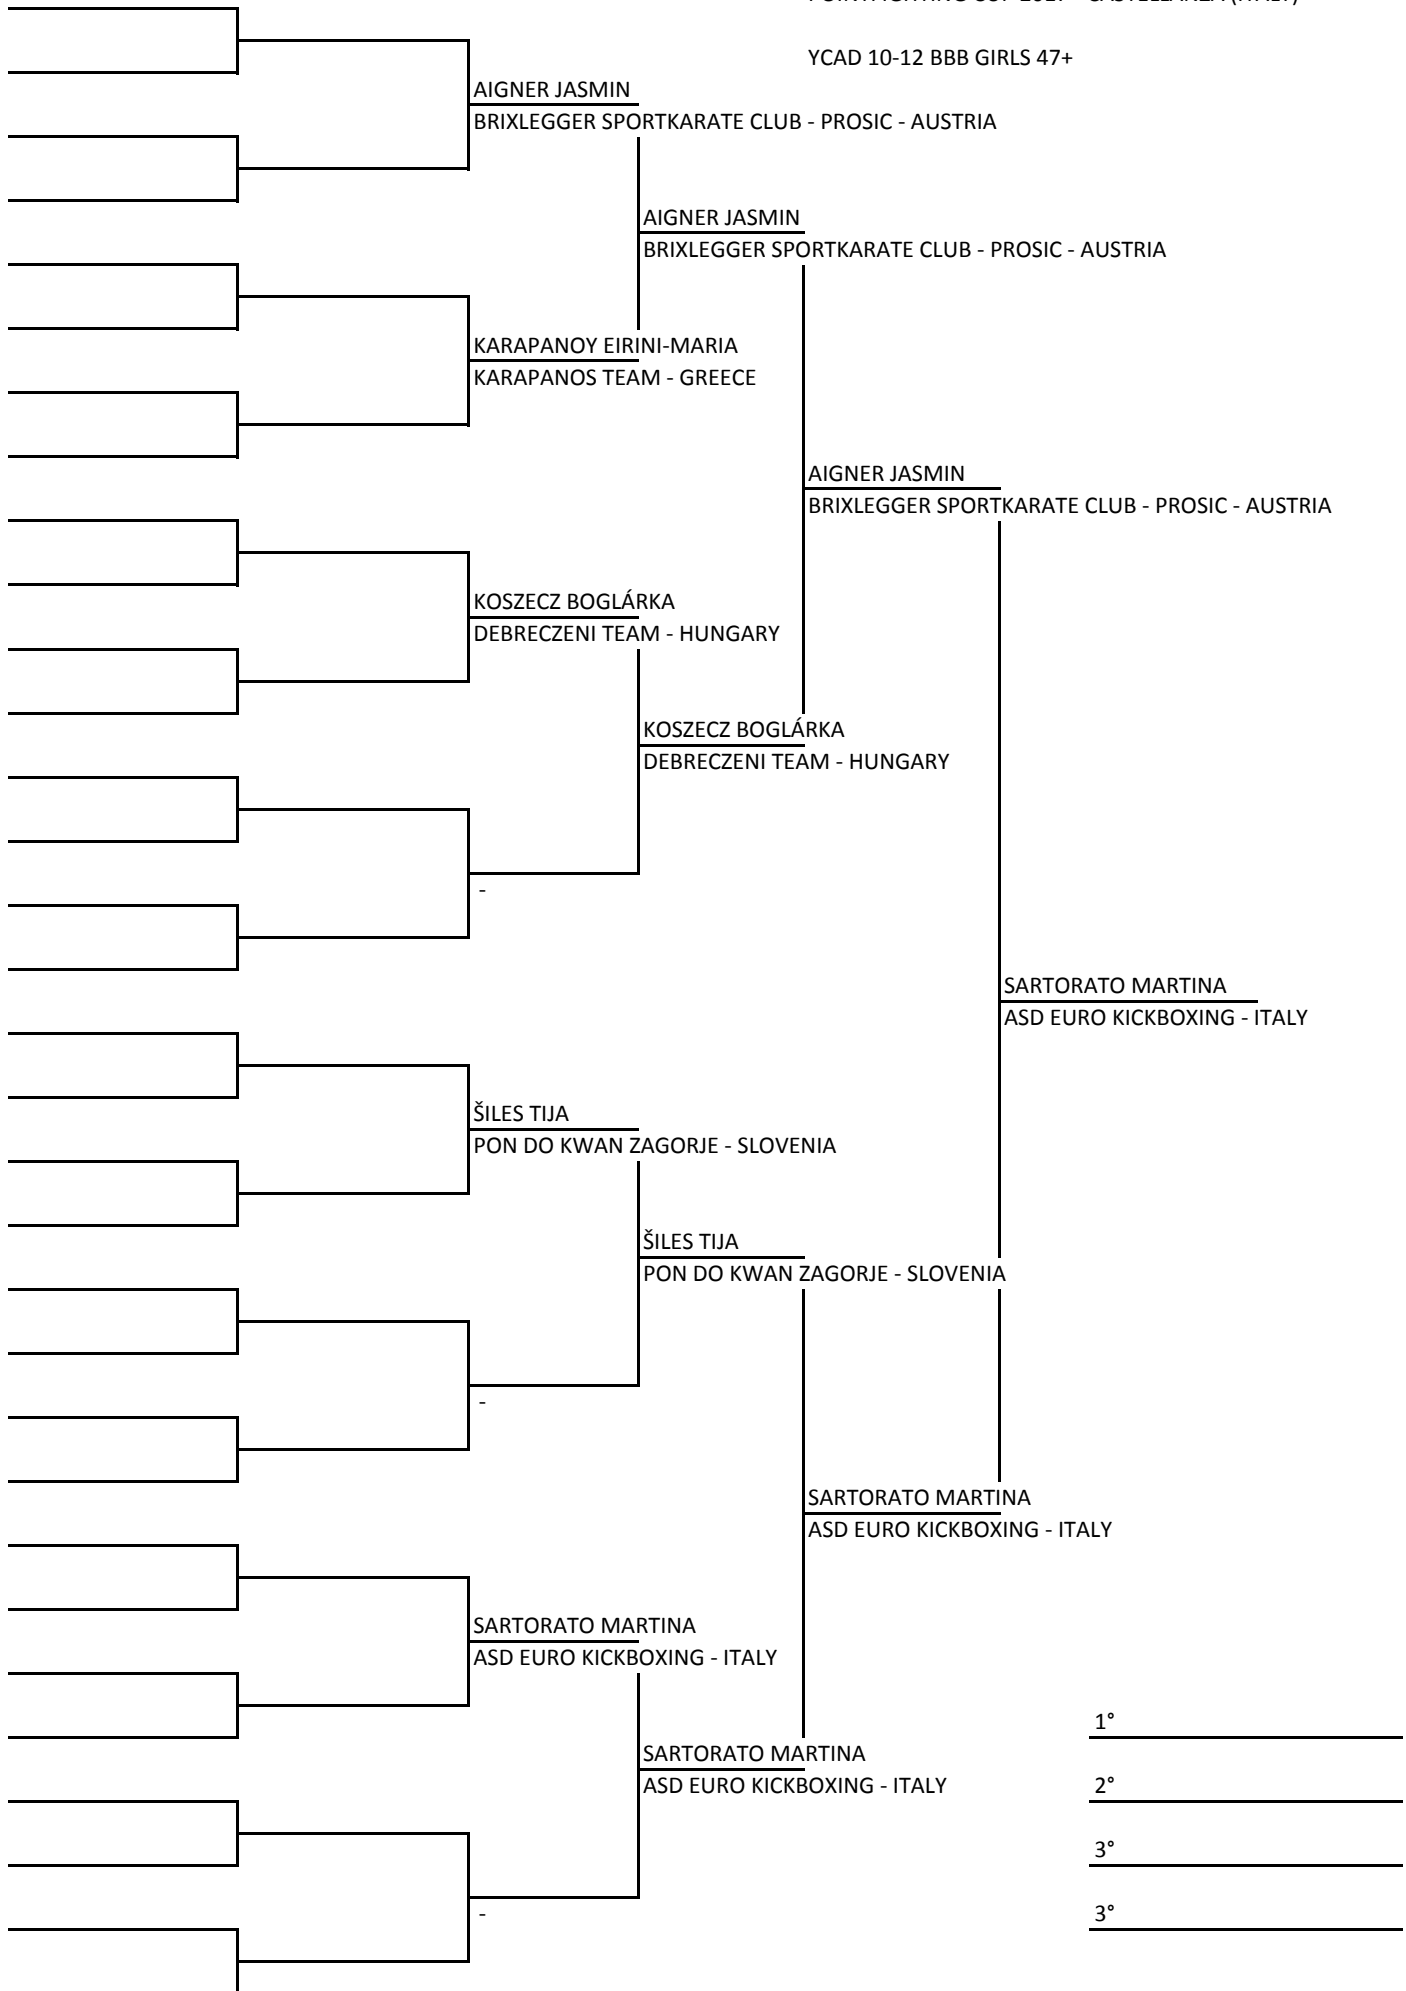 YCAD 10-12 BBB GIRLS 47+
AIGNER JASMIN
BRIXLEGGER SPORTKARATE CLUB - PROSIC - AUSTRIA
AIGNER JASMIN
BRIXLEGGER SPORTKARATE CLUB - PROSIC - AUSTRIA
KARAPANOY EIRINI-MARIA
KARAPANOS TEAM - GREECE
AIGNER JASMIN
BRIXLEGGER SPORTKARATE CLUB - PROSIC - AUSTRIA
KOSZECZ BOGLÁRKA
DEBRECZENI TEAM - HUNGARY
KOSZECZ BOGLÁRKA
DEBRECZENI TEAM - HUNGARY
-
SARTORATO MARTINA
ASD EURO KICKBOXING - ITALY
ŠILES TIJA
PON DO KWAN ZAGORJE - SLOVENIA
ŠILES TIJA
PON DO KWAN ZAGORJE - SLOVENIA
-
SARTORATO MARTINA
ASD EURO KICKBOXING - ITALY
SARTORATO MARTINA
ASD EURO KICKBOXING - ITALY
1°
SARTORATO MARTINA
ASD EURO KICKBOXING - ITALY
2°
3°
-
3°